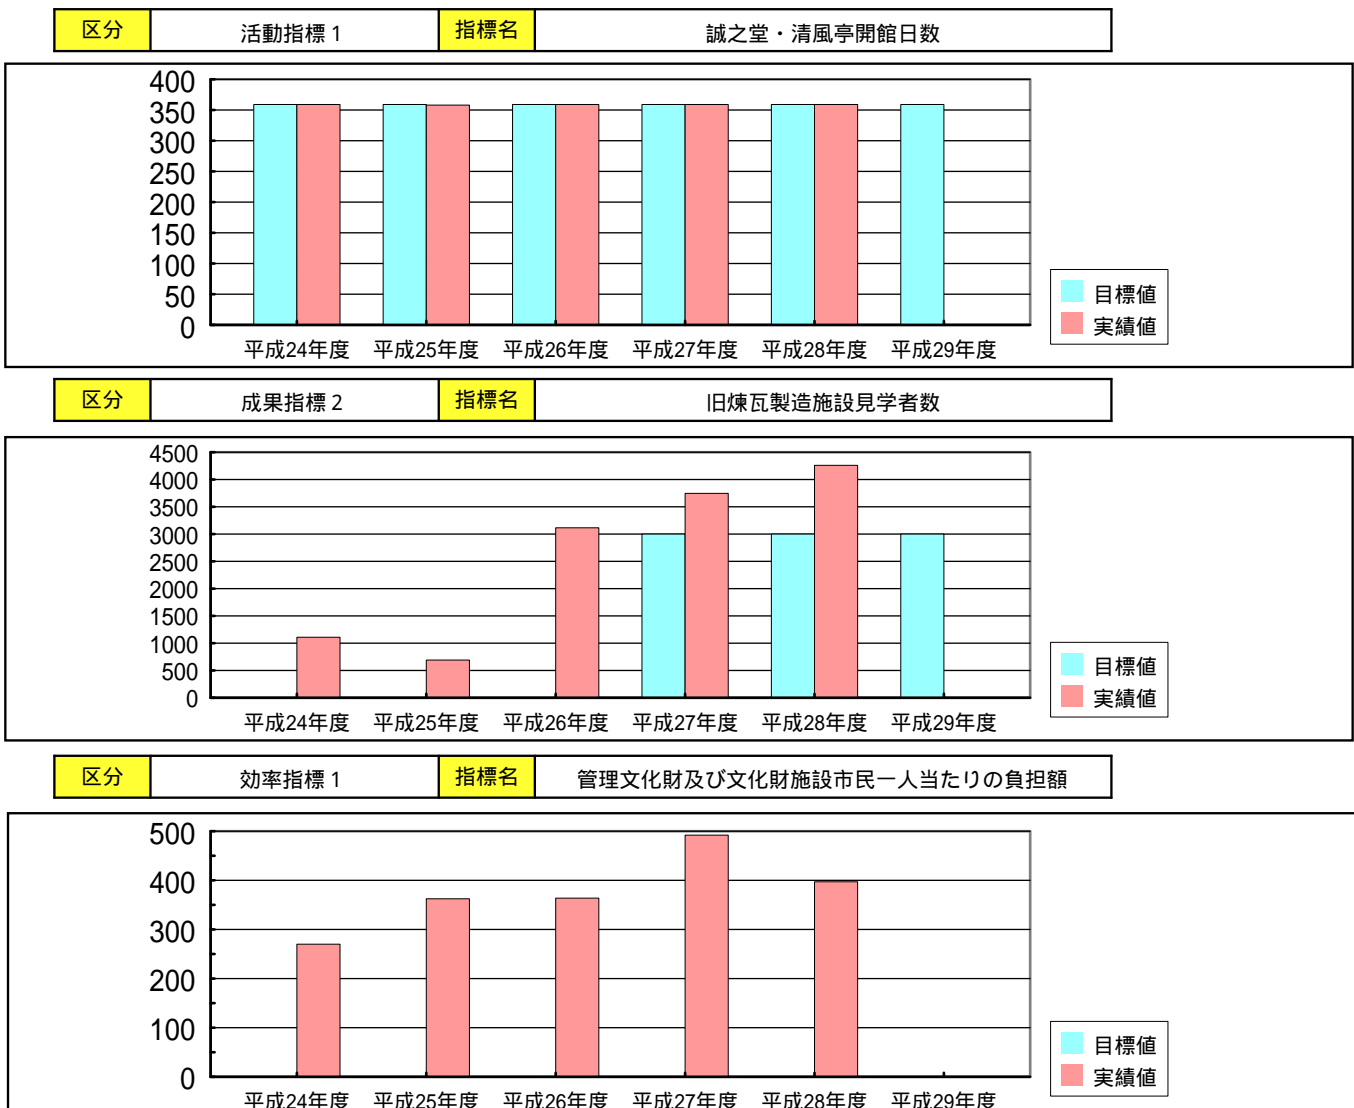 区分 活動指標1 指標名 誠之堂・清風亭開館日数
400
350
300
250
200
150
100
50
0
平成24年度 平成25年度 平成26年度 平成27年度 平成28年度 平成29年度
目標値
実績値
区分 成果指標2 指標名 旧煉瓦製造施設見学者数
4500
4000
3500
3000
2500
2000
1500
1000
500
0
平成24年度 平成25年度 平成26年度 平成27年度 平成28年度 平成29年度
目標値
実績値
区分 効率指標1 指標名 管理文化財及び文化財施設市民一人当たりの負担額
500
400
300
200
100
0
平成24年度 平成25年度 平成26年度 平成27年度 平成28年度 平成29年度
目標値
実績値